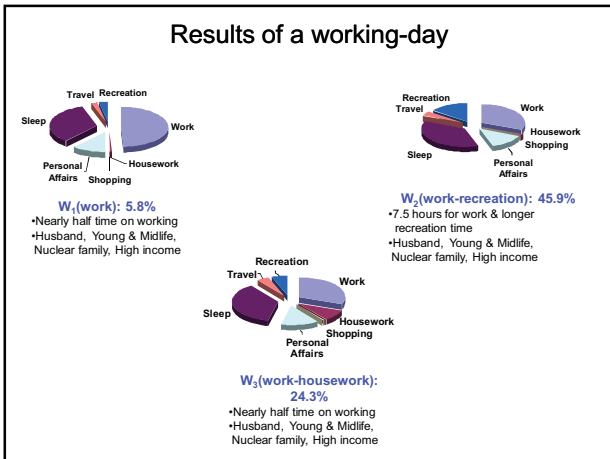 Results of a working-day
Travel
Recreation
Sleep
Work
Personal
Affairs
Housework
Shopping
W1(work): 5.8%
•Nearly half time on working
•Husband, Young & Midlife,
Nuclear family, High income
Recreation
Travel
Work
Housework
Shopping
Sleep
Personal
Affairs
W2(work-recreation): 45.9%
•7.5 hours for work & longer
recreation time
•Husband, Young & Midlife,
Nuclear family, High income
Recreation
Travel
Work
Sleep
Housework
Shopping
Personal
Affairs
W3(work-housework):
24.3%
•Nearly half time on working
•Husband, Young & Midlife,
Nuclear family, High income